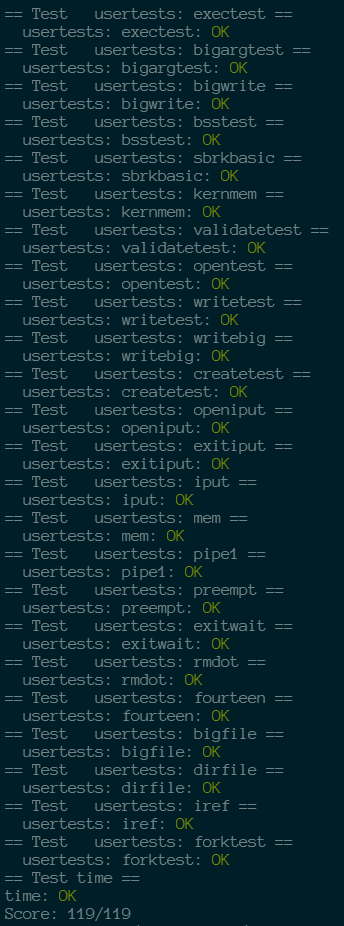 == Test   usertests: exectest ==
  usertests: exectest: OK
== Test   usertests: bigargtest ==
  usertests: bigargtest: OK
== Test   usertests: bigwrite ==
  usertests: bigwrite: OK
== Test   usertests: bsstest ==
  usertests: bsstest: OK
== Test   usertests: sbrkbasic ==
  usertests: sbrkbasic: OK
== Test   usertests: kernmem ==
  usertests: kernmem: OK
== Test   usertests: validatetest ==
  usertests: validatetest: OK
== Test   usertests: opentest ==
  usertests: opentest: OK
== Test   usertests: writetest ==
  usertests: writetest: OK
== Test   usertests: writebig ==
  usertests: writebig: OK
== Test   usertests: createtest ==
  usertests: createtest: OK
== Test   usertests: openiput ==
  usertests: openiput: OK
== Test   usertests: exitiput ==
  usertests: exitiput: OK
== Test   usertests: iput ==
  usertests: iput: OK
== Test   usertests: mem ==
  usertests: mem: OK
== Test   usertests: pipe1 ==
  usertests: pipe1: OK
== Test   usertests: preempt ==
  usertests: preempt: OK
== Test   usertests: exitwait ==
  usertests: exitwait: OK
== Test   usertests: rmdot ==
  usertests: rmdot: OK
== Test   usertests: fourteen ==
  usertests: fourteen: OK
== Test   usertests: bigfile ==
  usertests: bigfile: OK
== Test   usertests: dirfile ==
  usertests: dirfile: OK
== Test   usertests: iref ==
  usertests: iref: OK
== Test   usertests: forktest ==
  usertests: forktest: OK
== Test time ==
time: OK
Score: 119/119